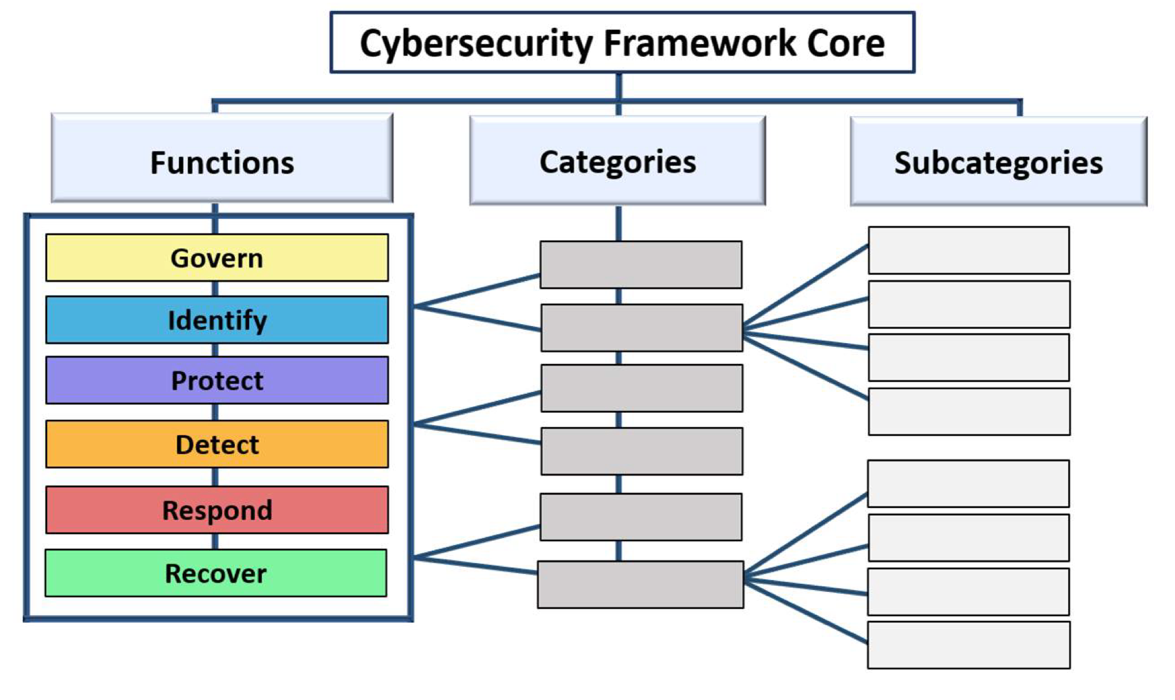 Cybersecurity Framework Core
Functions
Categories
Subcategories
Govern
Identify
Protect
Detect
Respond
Recover